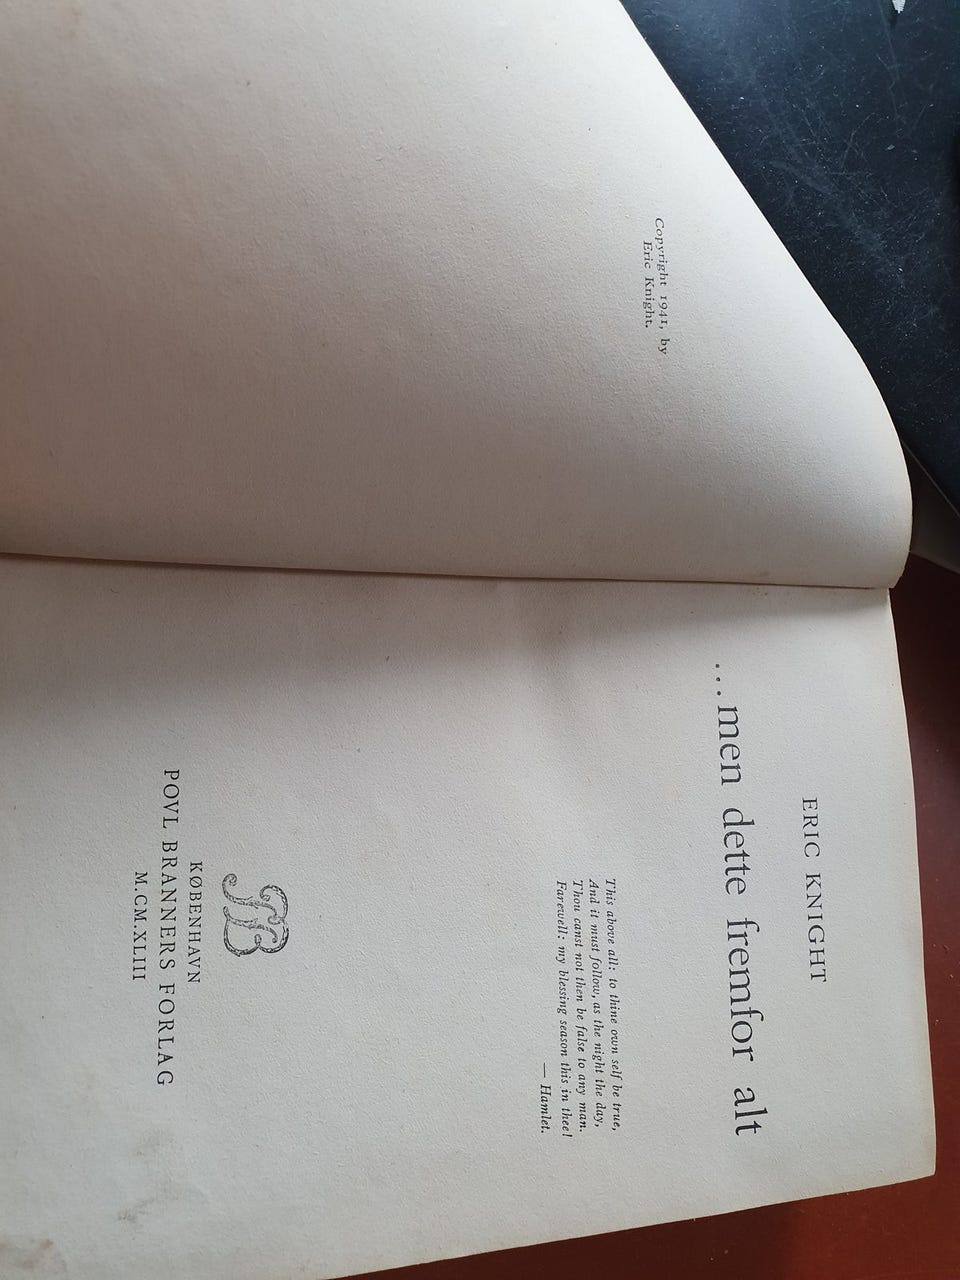 Copyright 1941, by
Eric Knight.
ERIC KNIGHT
...men dette fremfor alt
This above all: to thine own self be true,
And it must follow, as the night the day,
Thou canst not then be false to any man.
Farewell: my blessing season this in thee!
— Hamlet.
KØBENHAVN
POVL BRANNERS FORLAG
M.CM.XLIII